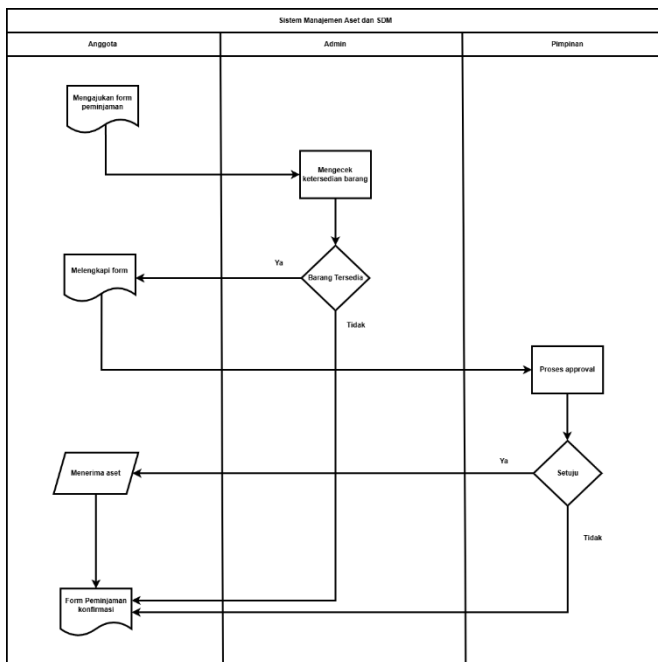 Sistem Manajemen Aset dan SDM
Anggota
Admin
Pimpinan
Mengajukan form
peminjaman
Mengecek
ketersedian barang
Ya
Melengkapi form
Barang Tersedia
Tidak
Proses approval
Ya
Menerima aset
Setuju
Tidak
Form Peminjaman
konfirmasi